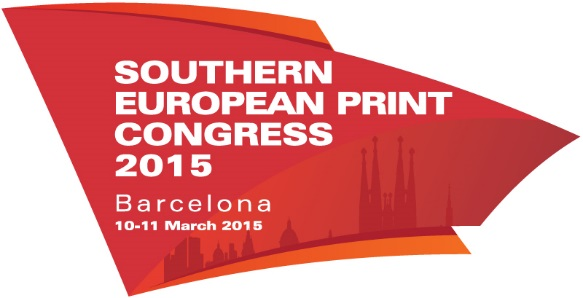 SOUTHERN
EUROPEAN PRINT
CONGRESS
2015
Barcelona
10-11 March 2015